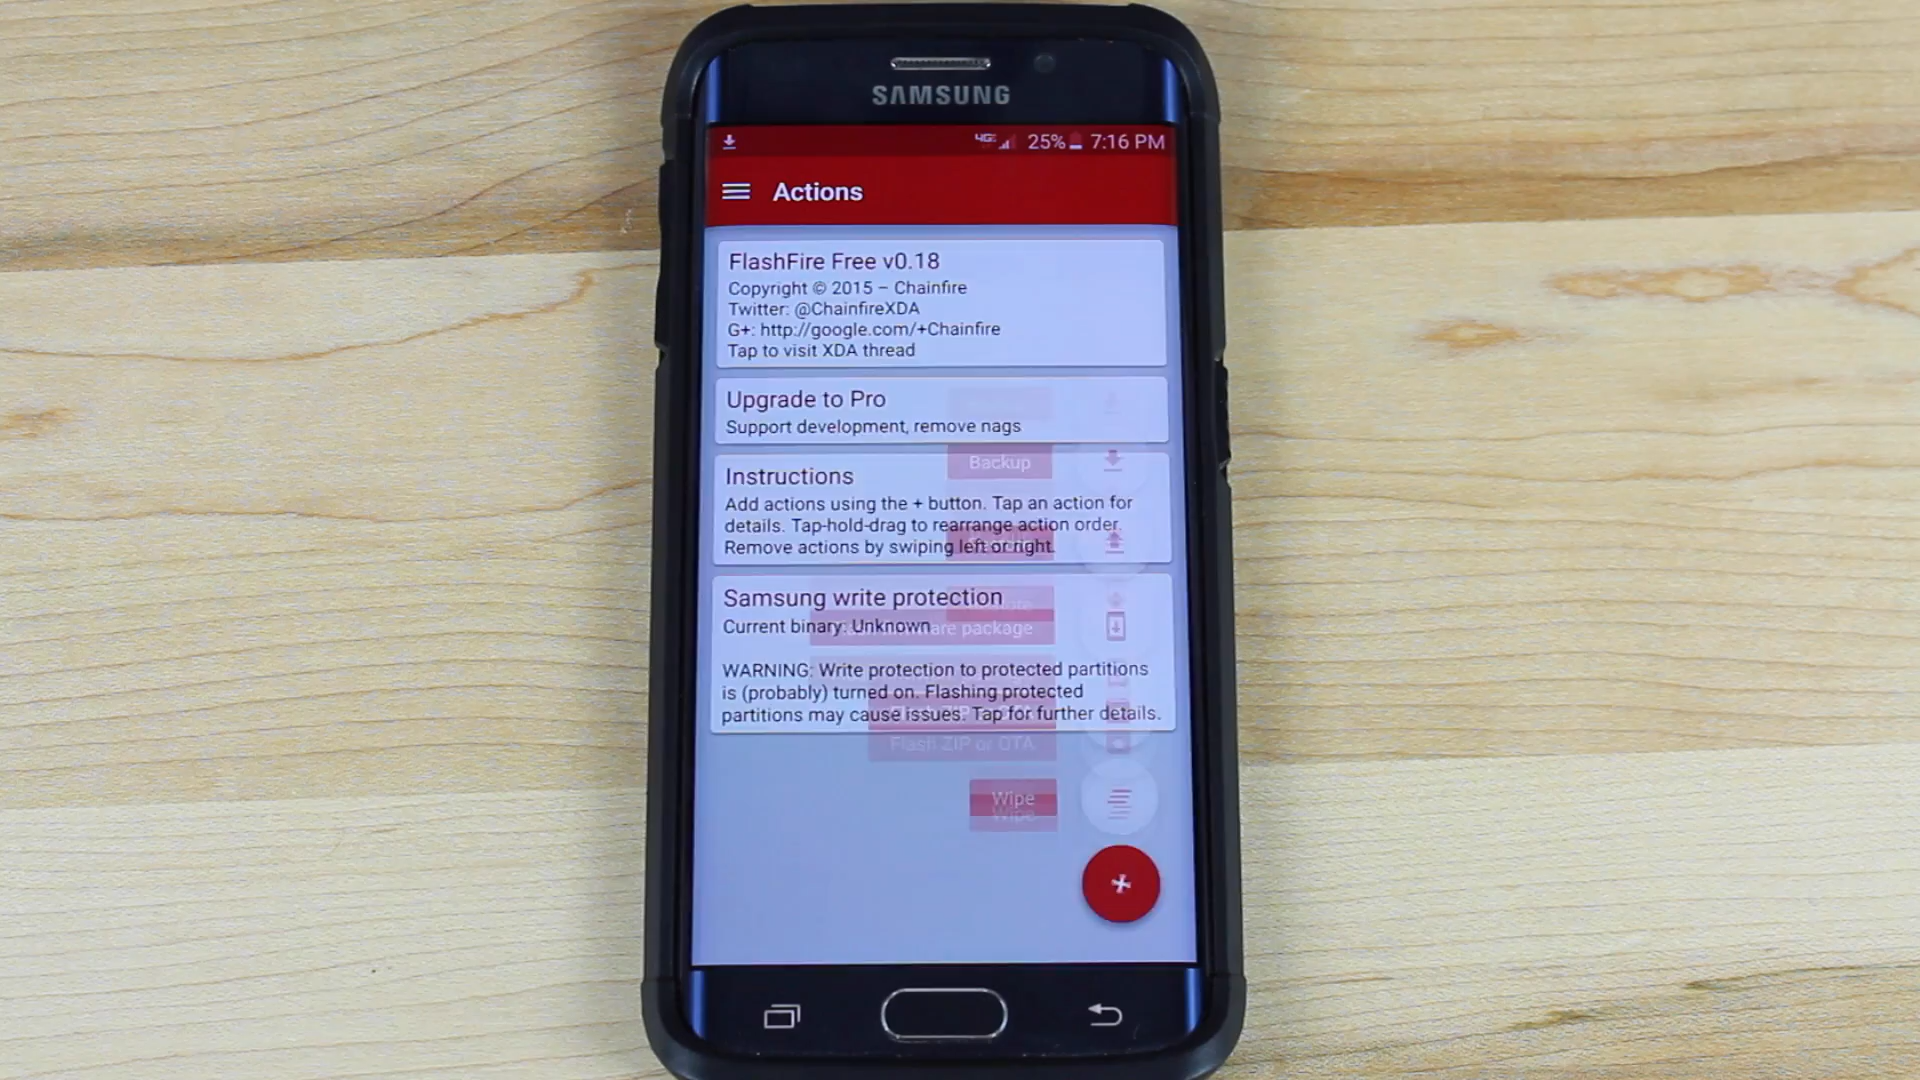 SAMSUNG
4G 25% 7:16 PM
Actions
FlashFire Free v0.18
Copyright © 2015 – Chainfire
Twitter: @ChainfireXDA
G+: http://google.com/+Chainfire
Tap to visit XDA thread
Upgrade to Pro
Support development, remove nags
Backup
Instructions
Add actions using the + button. Tap an action for
details. Tap-hold-drag to rearrange action order.
Remove actions by swiping left or right.
Samsung write protection
Current binary: Unknown
package
WARNING: Write protection to protected partitions
is (probably) turned on. Flashing protected
partitions may cause issues. Tap for further details.
Flash ZIP or OTA
Wipe
Wipe
+